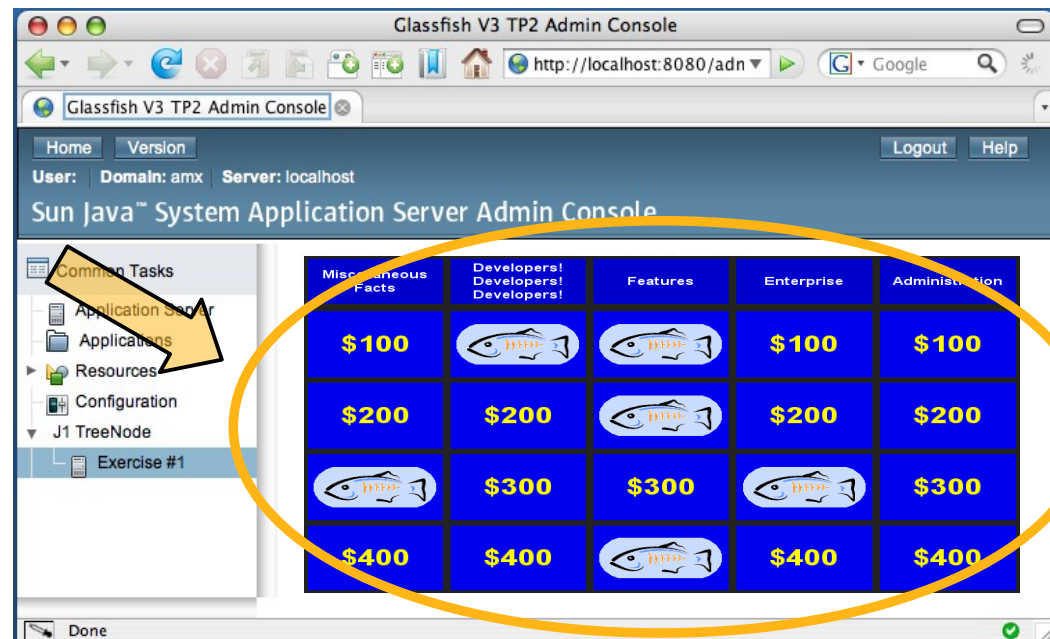 Glassfish V3 TP2 Admin Console
http://localhost:8080/adn
G Google
Glassfish V3 TP2 Admin Console
Home Version Logout Help
User: Domain: amx Server: localhost
Sun Java™ System Application Server Admin Console
Common Tasks
Application Server
Applications
Resources
Configuration
J1 TreeNode
Exercise #1
Miscellaneous Facts
Developers! Developers! Developers!
Features
Enterprise
Administration
$100 $100 $100
$200 $200 $200 $200
$300 $300 $300
$400 $400 $400 $400
Done